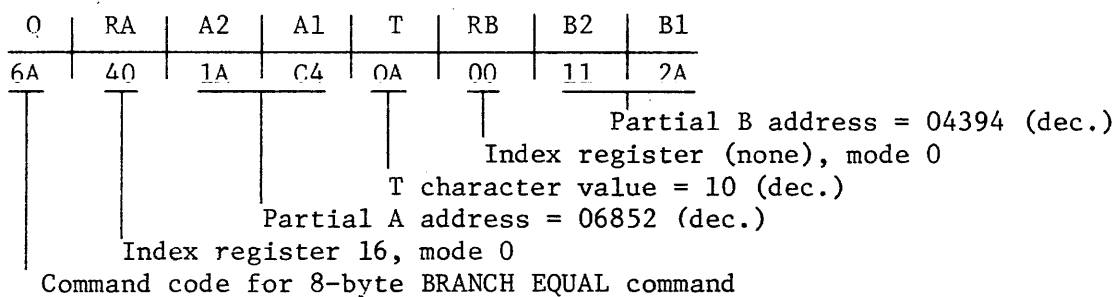 Q RA A2 A1 T RB B2 B1
6A 40 1A C4 0A 00 11 2A
Partial B address = 04394 (dec.)
Index register (none), mode 0
T character value = 10 (dec.)
Partial A address = 06852 (dec.)
Index register 16, mode 0
Command code for 8-byte BRANCH EQUAL command